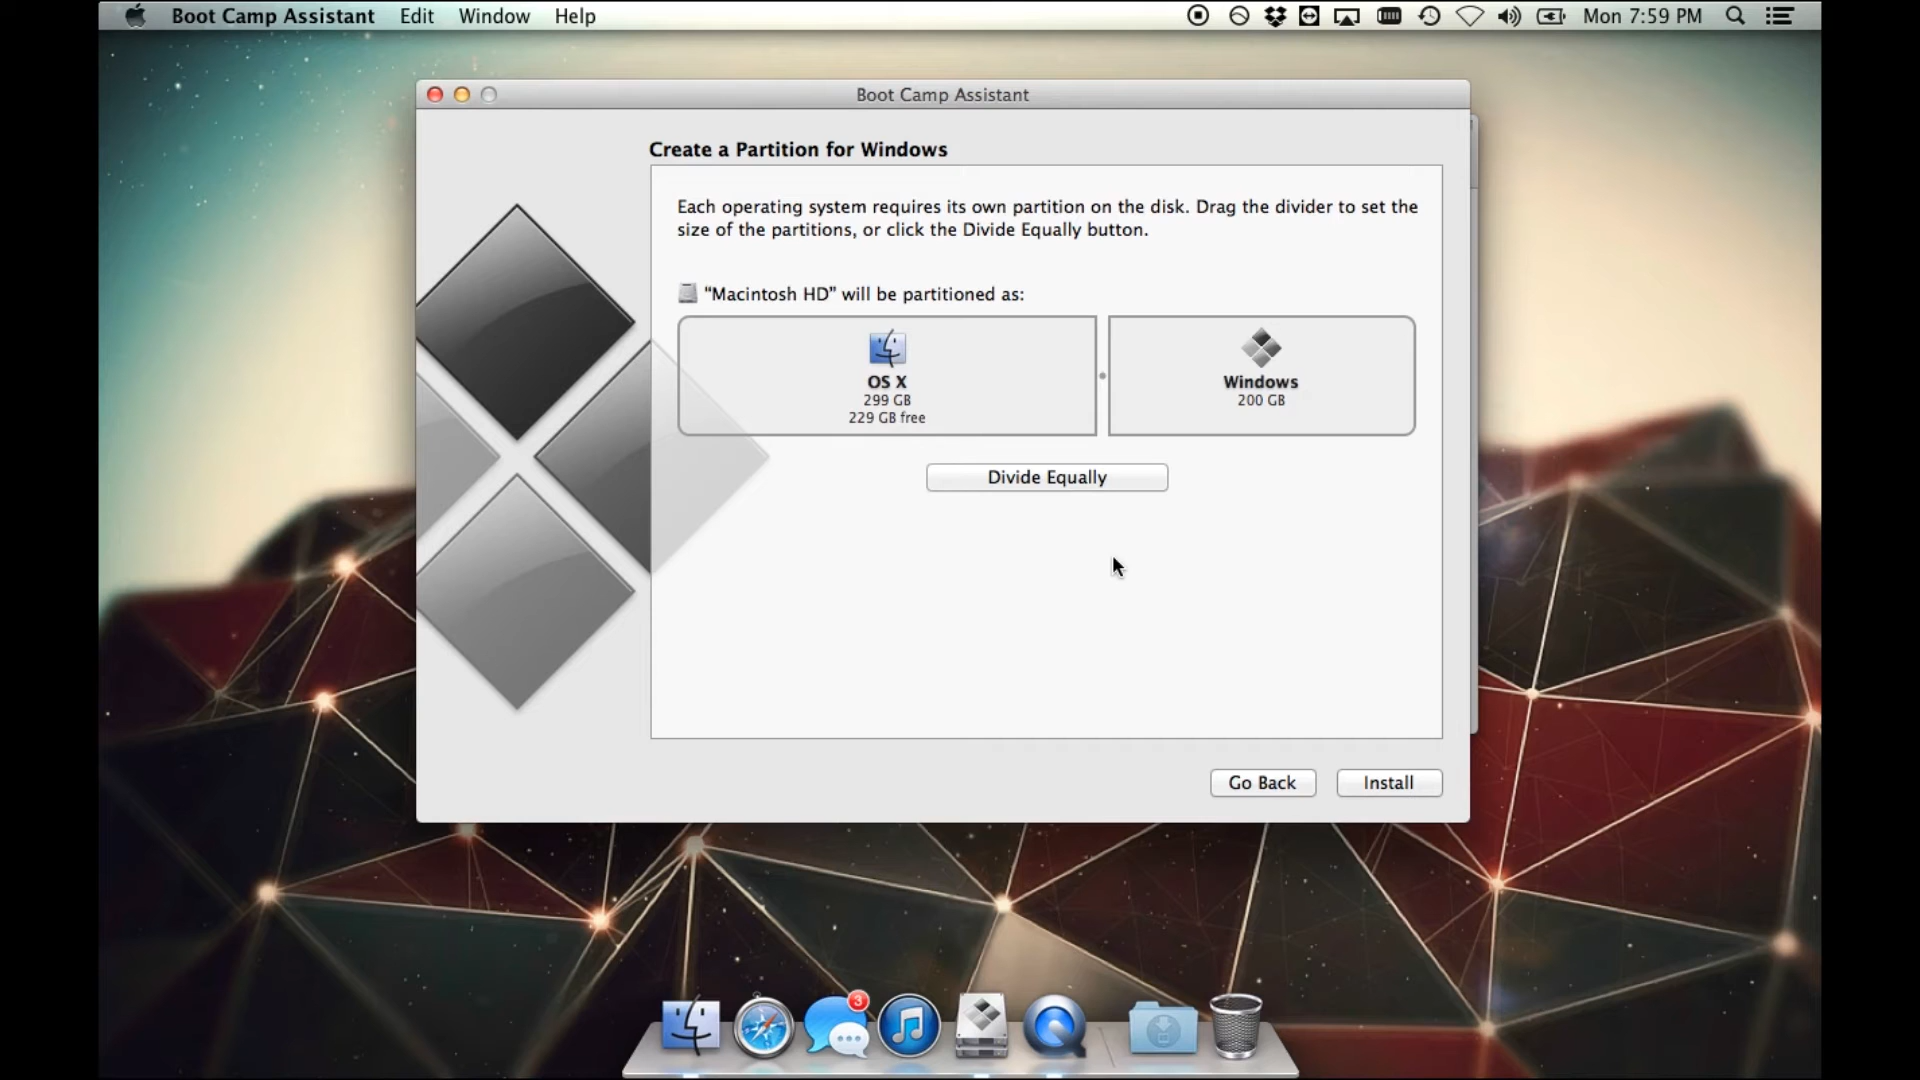 Boot Camp Assistant Edit Window Help Mon 7:59 PM
Boot Camp Assistant
Create a Partition for Windows
Each operating system requires its own partition on the disk. Drag the divider to set the
size of the partitions, or click the Divide Equally button.
“Macintosh HD” will be partitioned as:
OS X
299 GB
229 GB free
Windows
200 GB
Divide Equally
Go Back Install
3